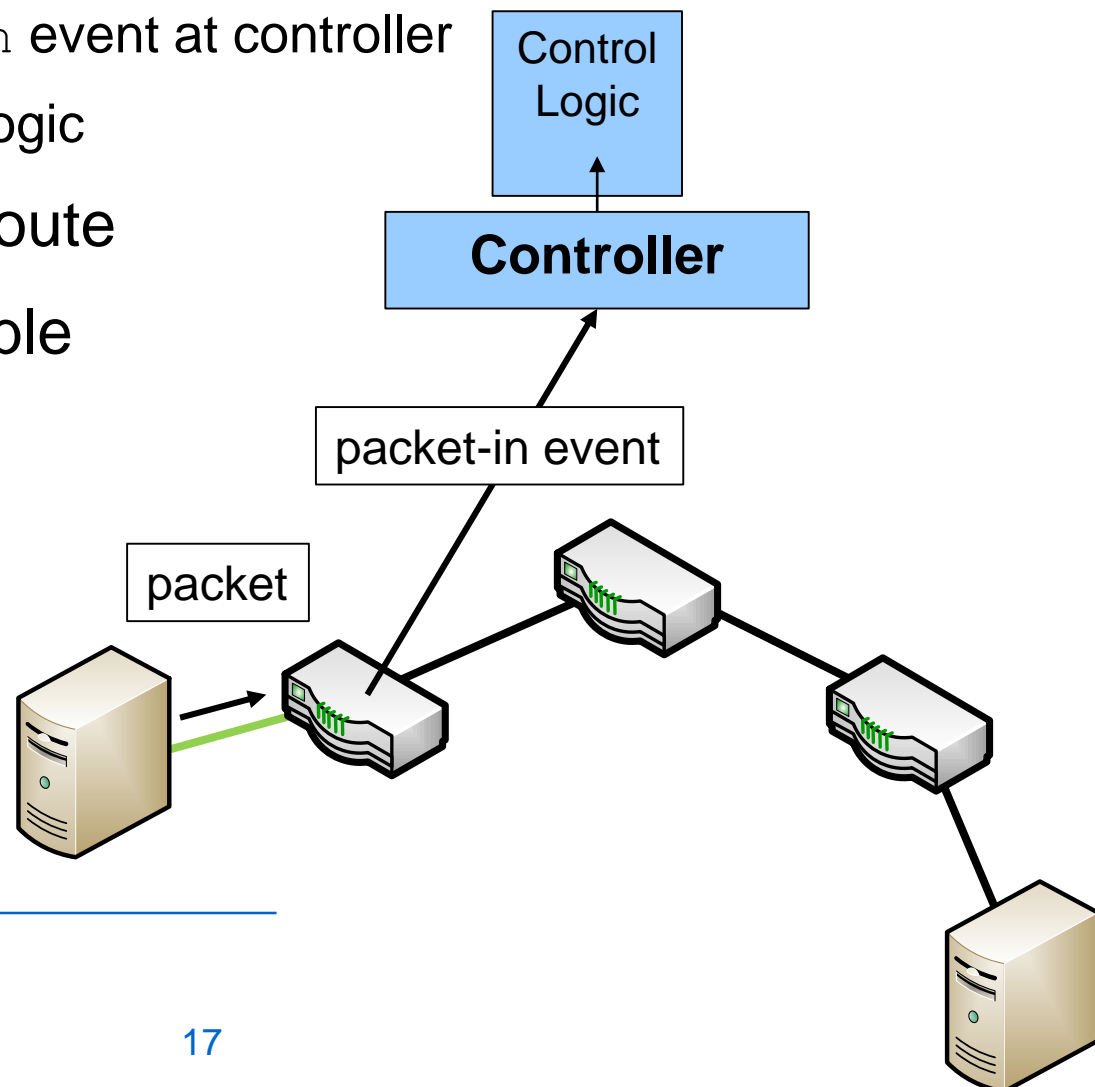 event at controller
ogic
oute
ble
Control
Logic
Controller
packet-in event
packet
17